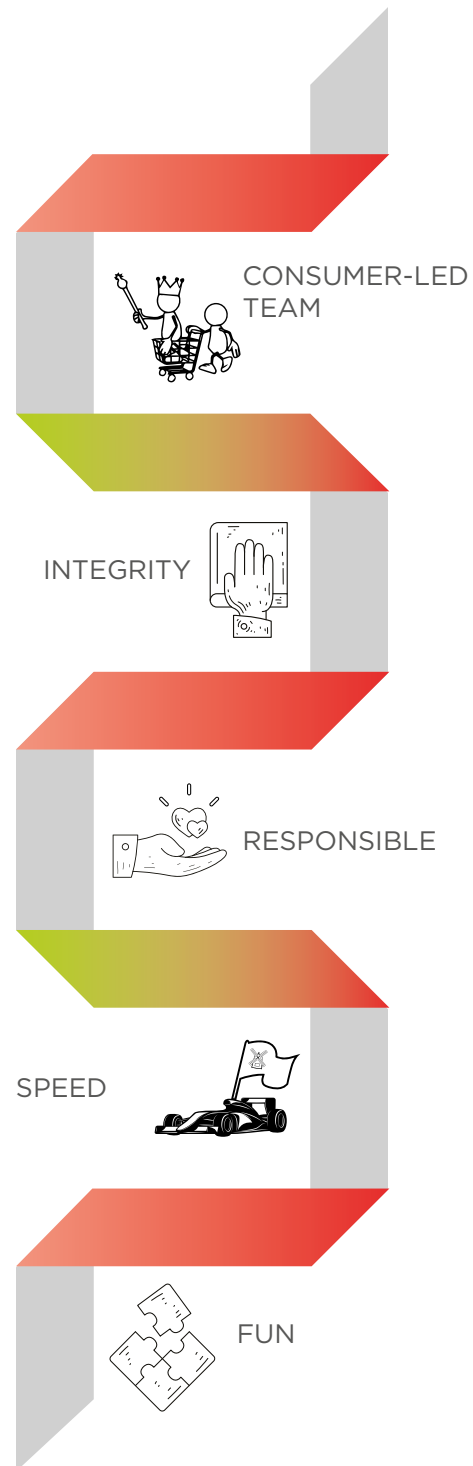 CONSUMER-LED
TEAM
INTEGRITY
RESPONSIBLE
SPEED
FUN